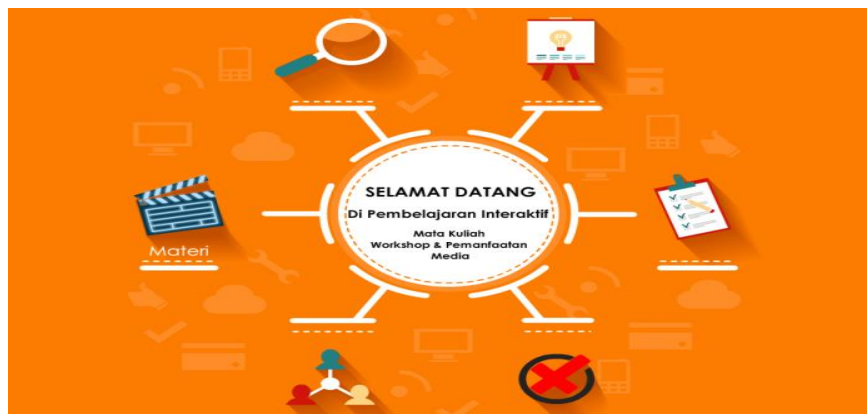 SELAMAT DATANG
Di Pembelajaran Interaktif
Mata Kuliah
Workshop & Pemanfaatan
Media
Materi